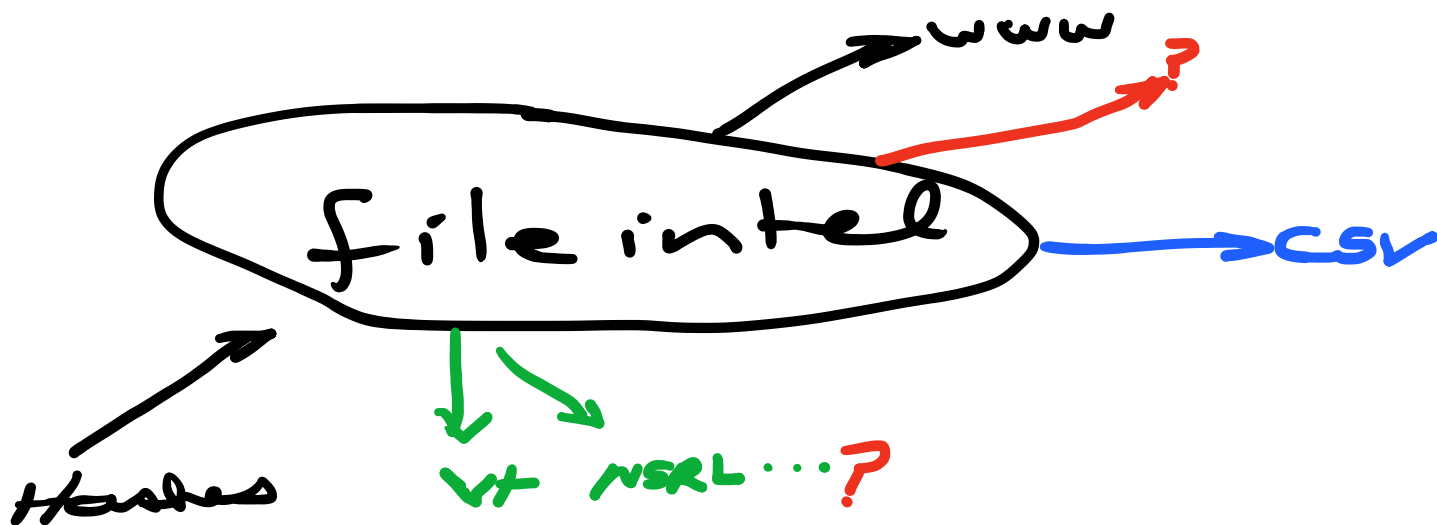 www
?
file intel
CSV
Hashes
VT NSRL ...?